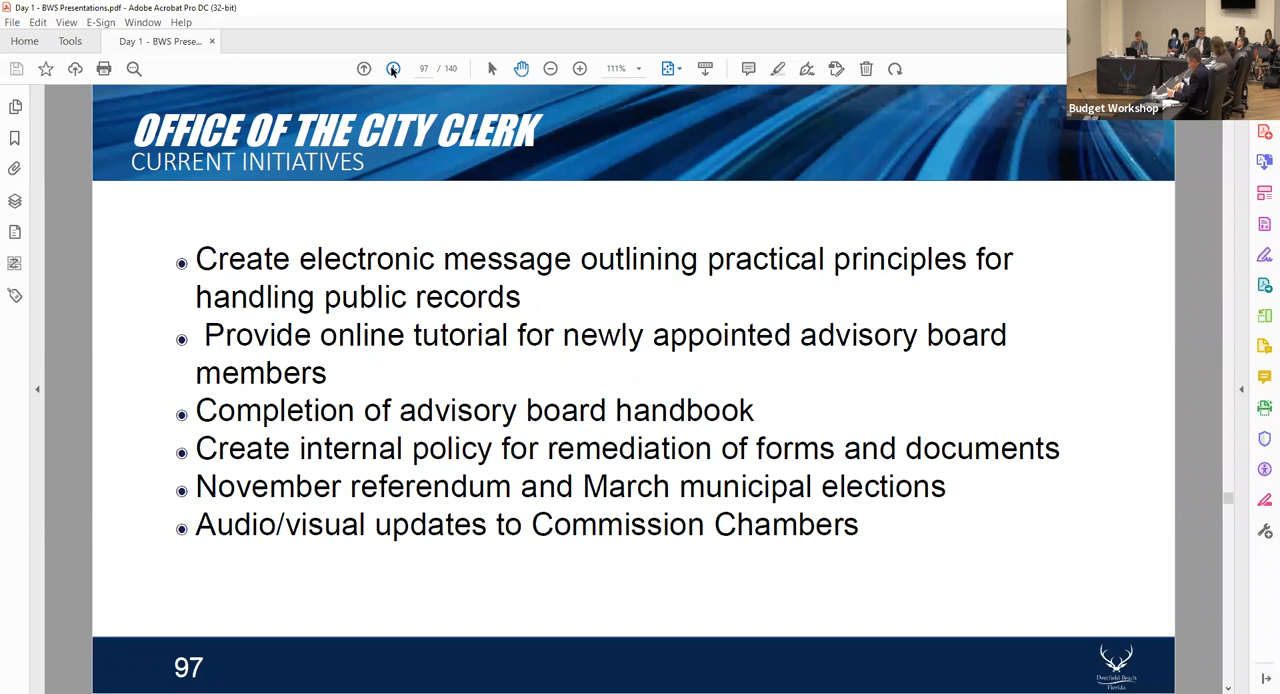 Day 1 - BWS Presentations.pdf - Adobe Acrobat Pro DC (32-bit)
File Edit View E-Sign Window Help
Home Tools Day 1 - BWS Prese... ×
97 / 140 111%
Budget Workshop
OFFICE OF THE CITY CLERK
CURRENT INITIATIVES
Create electronic message outlining practical principles for
handling public records
Provide online tutorial for newly appointed advisory board
members
Completion of advisory board handbook
Create internal policy for remediation of forms and documents
November referendum and March municipal elections
Audio/visual updates to Commission Chambers
97
Deerfield Beach
Florida